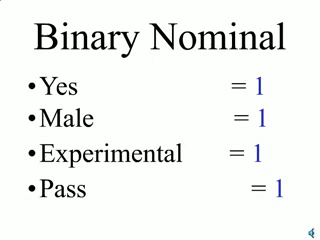 Binary Nominal
•Yes = 1
•Male = 1
•Experimental = 1
•Pass = 1